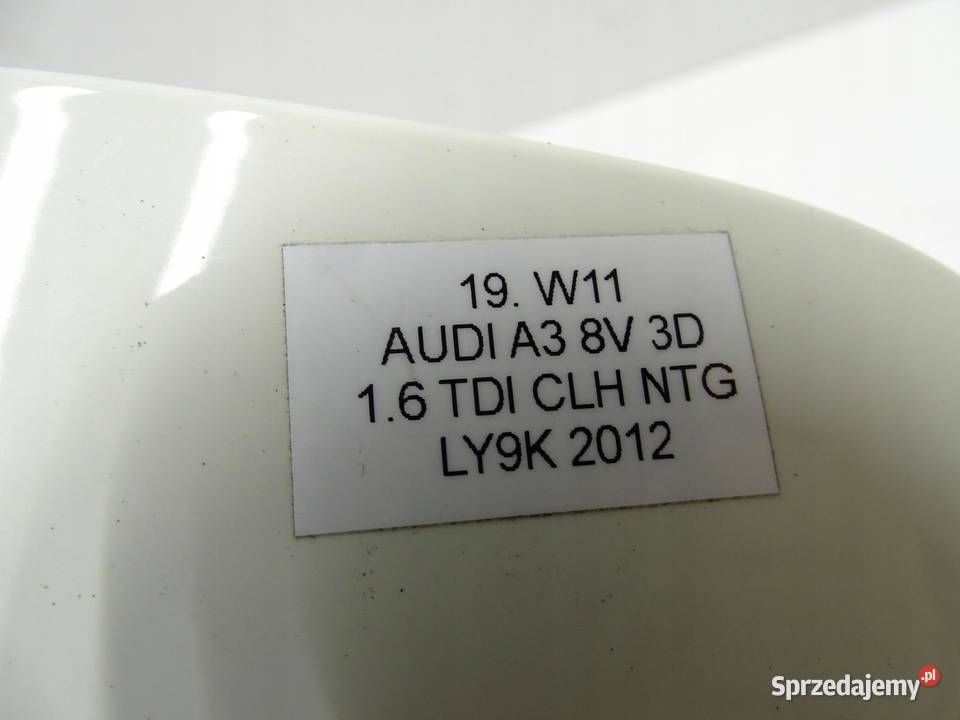 19. W11
AUDI A3 8V 3D
1.6 TDI CLH NTG
LY9K 2012
Sprzedajemy.pl